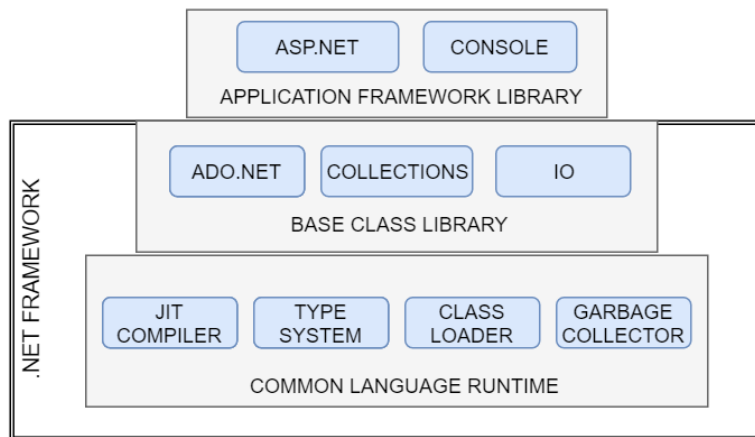 ASP.NET
CONSOLE
APPLICATION FRAMEWORK LIBRARY
.NET FRAMEWORK
ADO.NET
COLLECTIONS
IO
BASE CLASS LIBRARY
JIT
COMPILER
TYPE
SYSTEM
CLASS
LOADER
GARBAGE
COLLECTOR
COMMON LANGUAGE RUNTIME